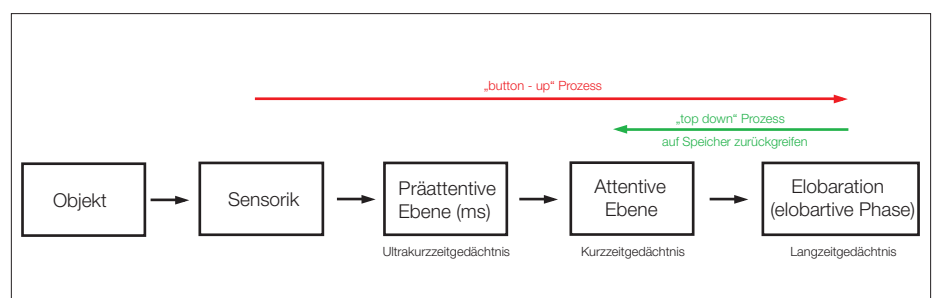 „button - up“ Prozess
„top down“ Prozess
auf Speicher zurückgreifen
Objekt
Sensorik
Präattentive
Ebene (ms)
Attentive
Ebene
Elobaration
(elobartive Phase)
Ultrakurzzeitgedächtnis
Kurzzeitgedächtnis
Langzeitgedächtnis